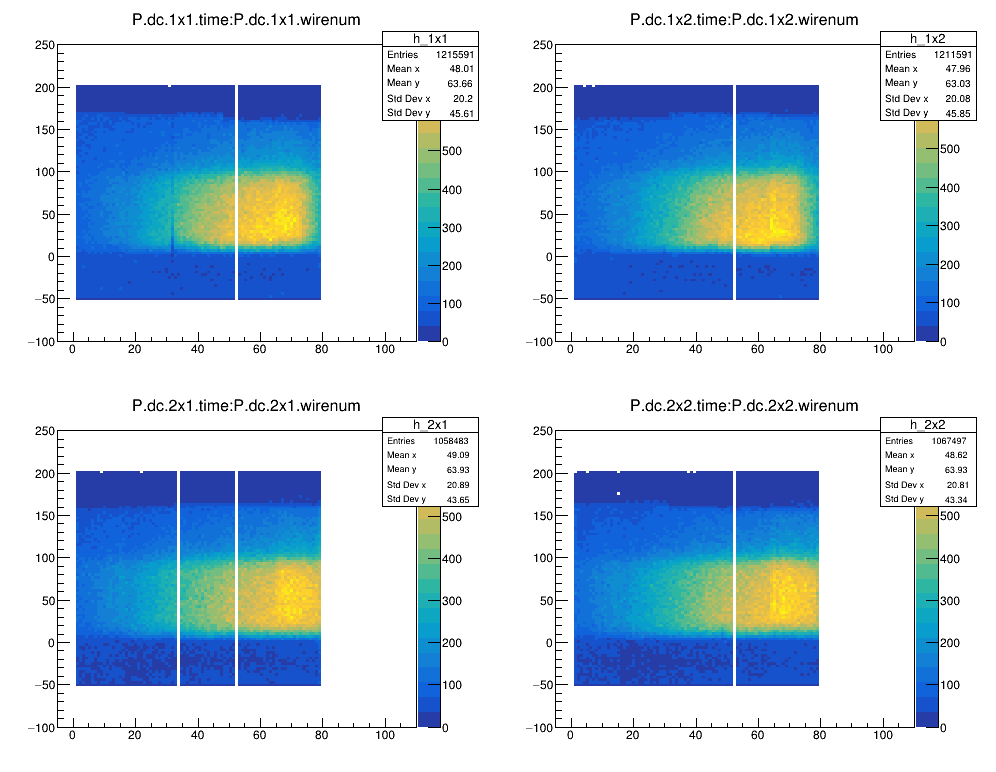 P.dc.1x1.time:P.dc.1x1.wirenum
h_1x1
Entries 1215591
Mean x 48.01
Mean y 63.66
Std Dev x 20.2
Std Dev y 45.61
250
200
150
100
50
0
−50
−100
0 20 40 60 80 100
500
400
300
200
100
0
P.dc.1x2.time:P.dc.1x2.wirenum
h_1x2
Entries 1211591
Mean x 47.96
Mean y 63.03
Std Dev x 20.08
Std Dev y 45.85
250
200
150
100
50
0
−50
−100
0 20 40 60 80 100
500
400
300
200
100
0
P.dc.2x1.time:P.dc.2x1.wirenum
h_2x1
Entries 1058483
Mean x 49.09
Mean y 63.93
Std Dev x 20.89
Std Dev y 43.65
250
200
150
100
50
0
−50
−100
0 20 40 60 80 100
500
400
300
200
100
0
P.dc.2x2.time:P.dc.2x2.wirenum
h_2x2
Entries 1067497
Mean x 48.62
Mean y 63.93
Std Dev x 20.81
Std Dev y 43.34
250
200
150
100
50
0
−50
−100
0 20 40 60 80 100
500
400
300
200
100
0